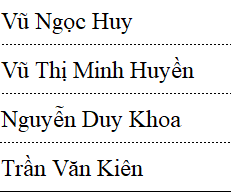 Vũ Ngọc Huy
Vũ Thị Minh Huyền
Nguyễn Duy Khoa
Trần Văn Kiên